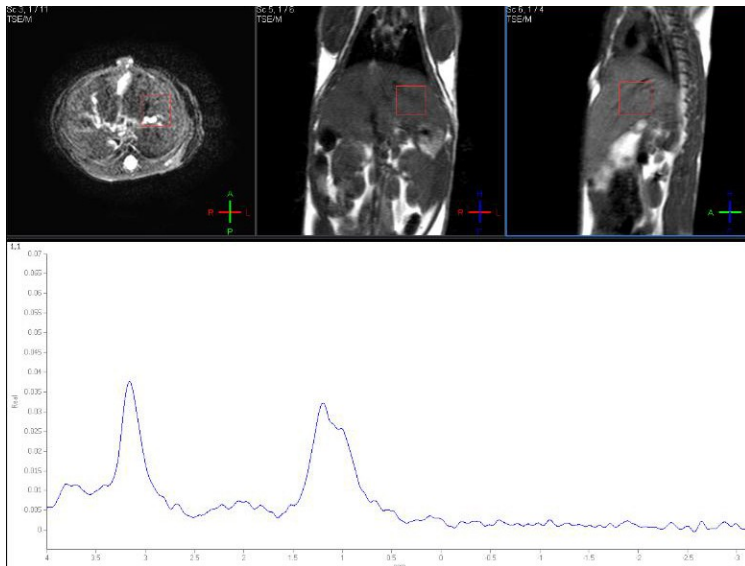 Sc 3, 1 / 11
TSE/M
Sc 5, 1 / 6
TSE/M
Sc 6, 1 / 4
TSE/M
A
R L
P
R L
A
1,1
0.07
0.065
0.06
0.055
0.05
0.045
0.04
0.035
0.03
0.025
0.02
0.015
0.01
0.005
0
Real
4 3.5 3 2.5 2 1.5 1 0.5 0 -0.5 -1 -1.5 -2 -2.5 -3